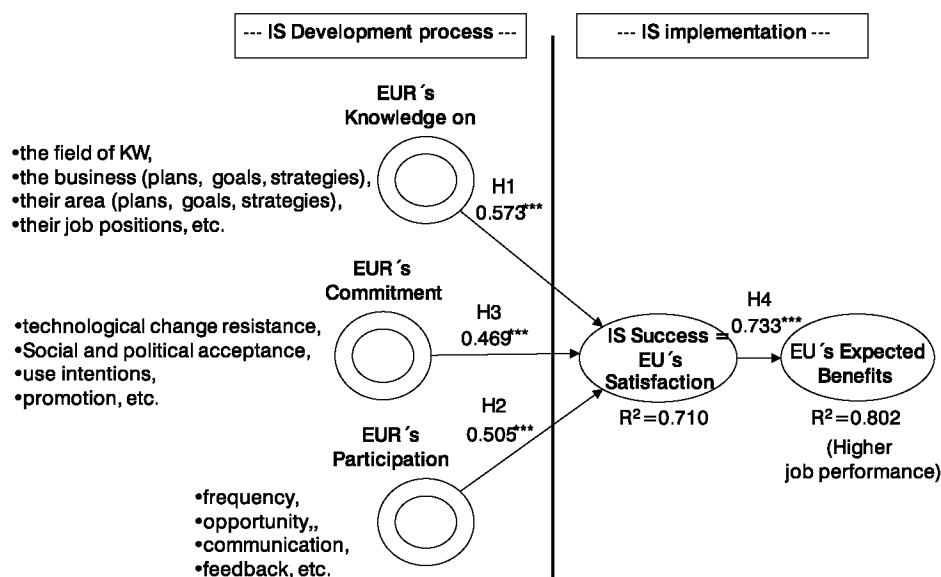 --- IS Development process ---
--- IS implementation ---
EUR´s
Knowledge on
•the field of KW,
•the business (plans, goals, strategies),
•their area (plans, goals, strategies),
•their job positions, etc.
H1
0.573***
EUR´s
Commitment
•technological change resistance,
•Social and political acceptance,
•use intentions,
•promotion, etc.
H3
0.469***
IS Success =
EU´s
Satisfaction
R²=0.710
H4
0.733***
EU´s Expected
Benefits
R²=0.802
(Higher
job performance)
H2
0.505***
EUR´s
Participation
•frequency,
•opportunity,,
•communication,
•feedback, etc.